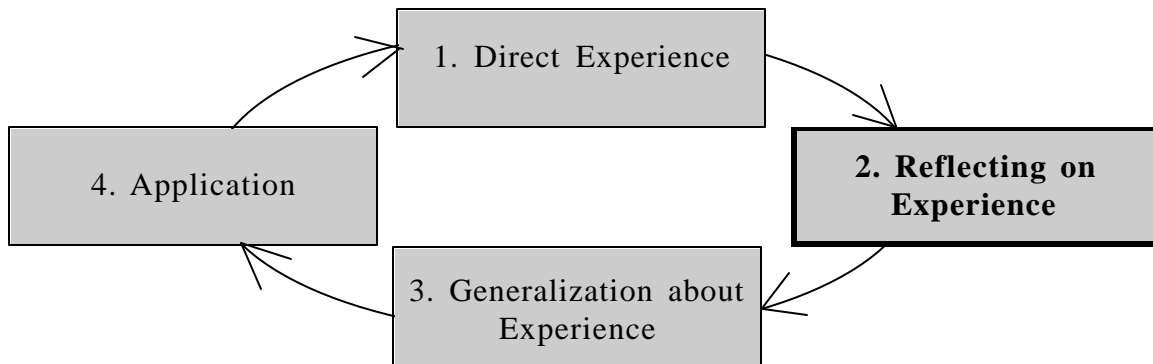 1. Direct Experience
2. Reflecting on
Experience
3. Generalization about
Experience
4. Application